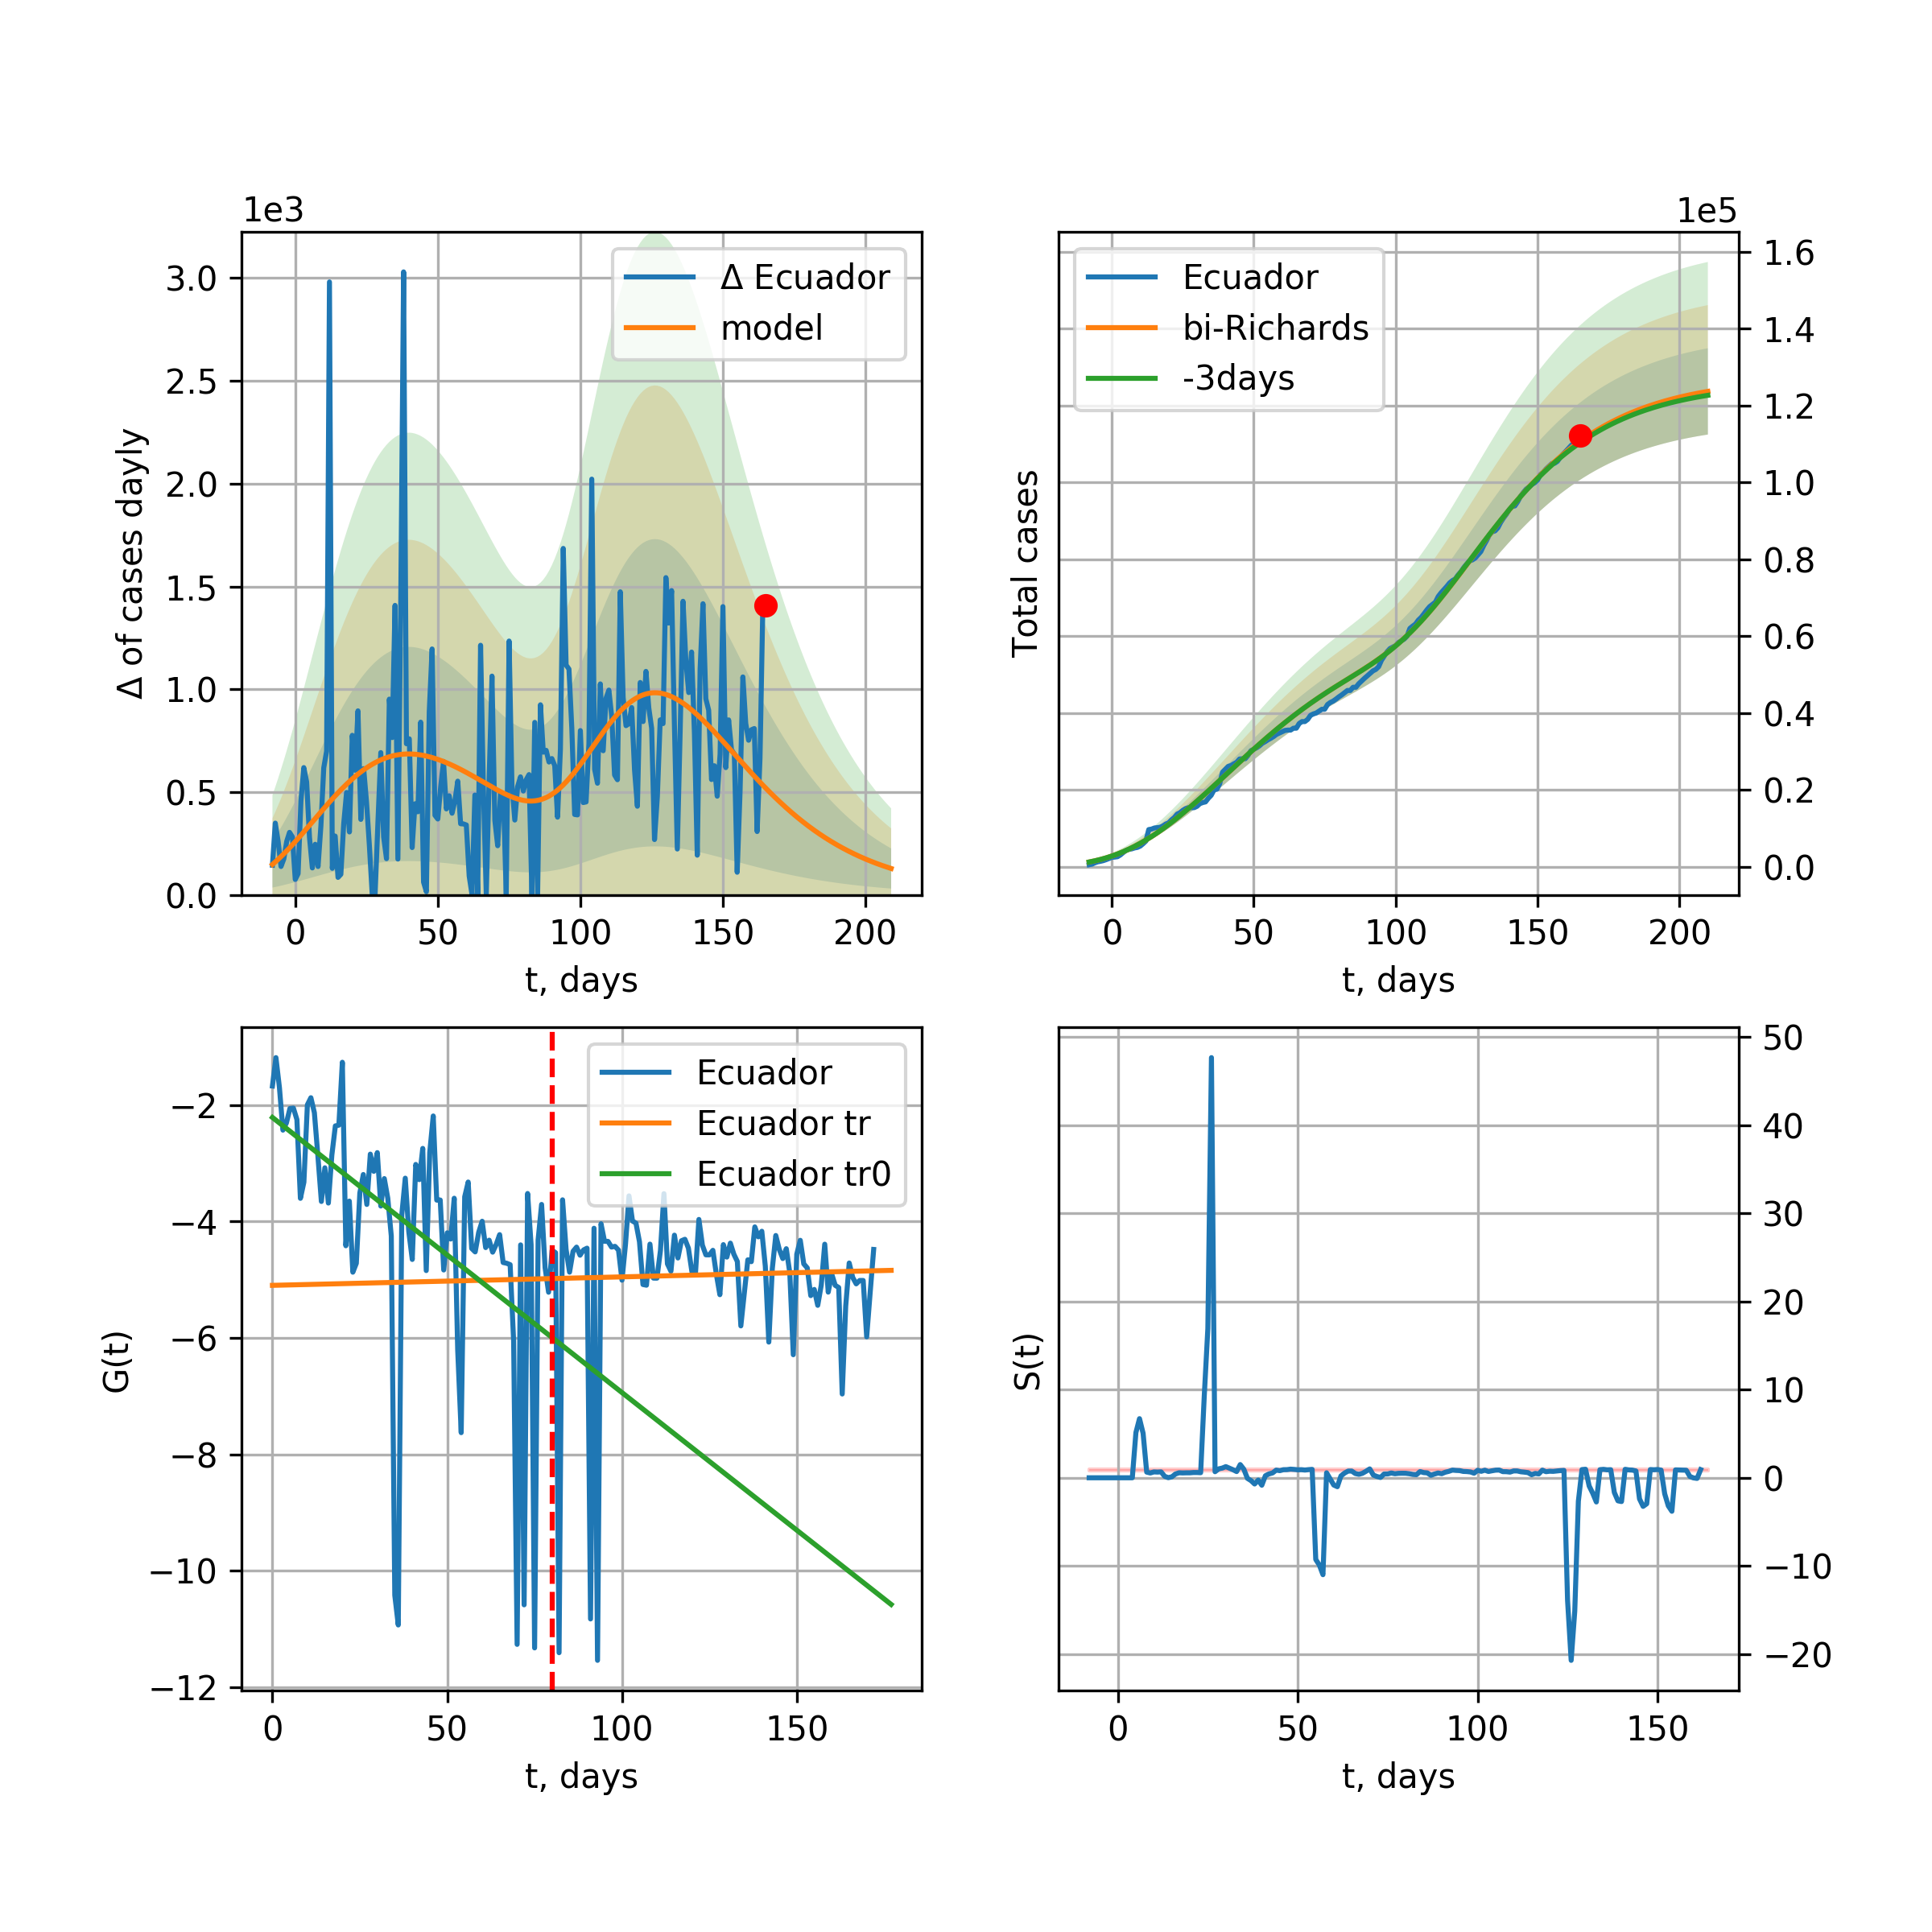 1e3
3.0
2.5
2.0
1.5
1.0
0.5
0.0
Δ of cases dayly
Δ Ecuador
model
0 50 100 150 200
t, days
1e5
1.6
1.4
1.2
1.0
0.8
0.6
0.4
0.2
0.0
Total cases
Ecuador
bi-Richards
-3days
0 50 100 150 200
t, days
−2
−4
−6
−8
−10
−12
G(t)
Ecuador
Ecuador tr
Ecuador tr0
0 50 100 150
t, days
50
40
30
20
10
0
−10
−20
S(t)
0 50 100 150
t, days